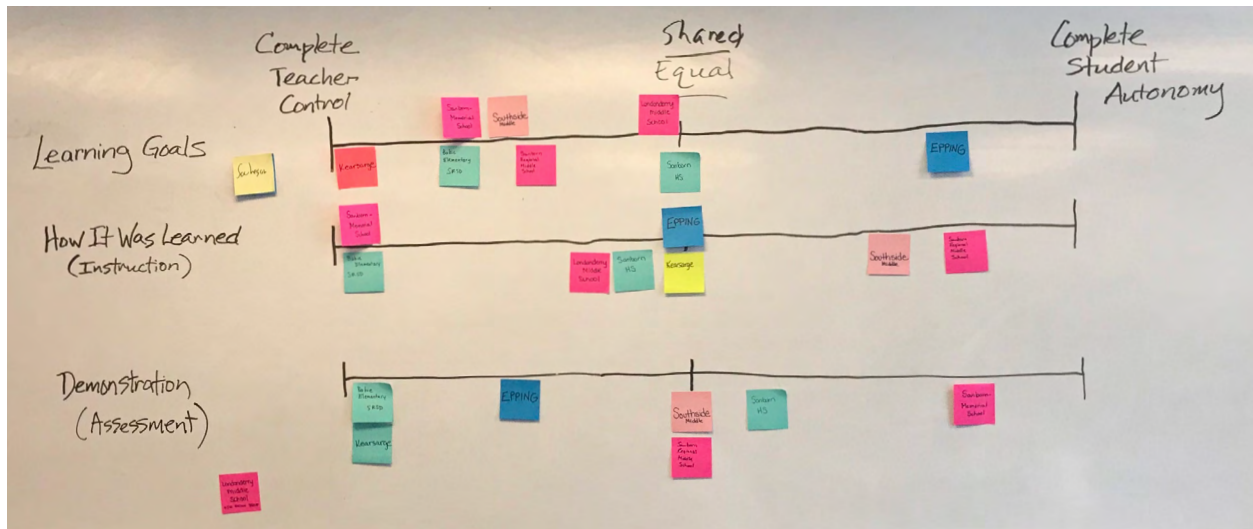 Complete
Teacher
Control
Shared
Equal
Complete
Student
Autonomy
Learning Goals
Sanborn
Memorial
School
Southside
Middle
Londonderry
Middle
School
Kearsarge
Elementary
SRSD
Sanborn
Regional
Middle
School
Sanborn
HS
EPPING
How It Was Learned
(Instruction)
Sanborn
Memorial
School
Elementary
SRSD
Londonderry
Middle
School
Sanborn
HS
EPPING
Kearsarge
Southside
Middle
Sanborn
Regional
Middle
School
Demonstration
(Assessment)
Elementary
SRSD
Kearsarge
EPPING
Southside
Middle
Sanborn
Regional
Middle
School
Sanborn
HS
Sanborn
Memorial
School
Londonderry
Middle
School